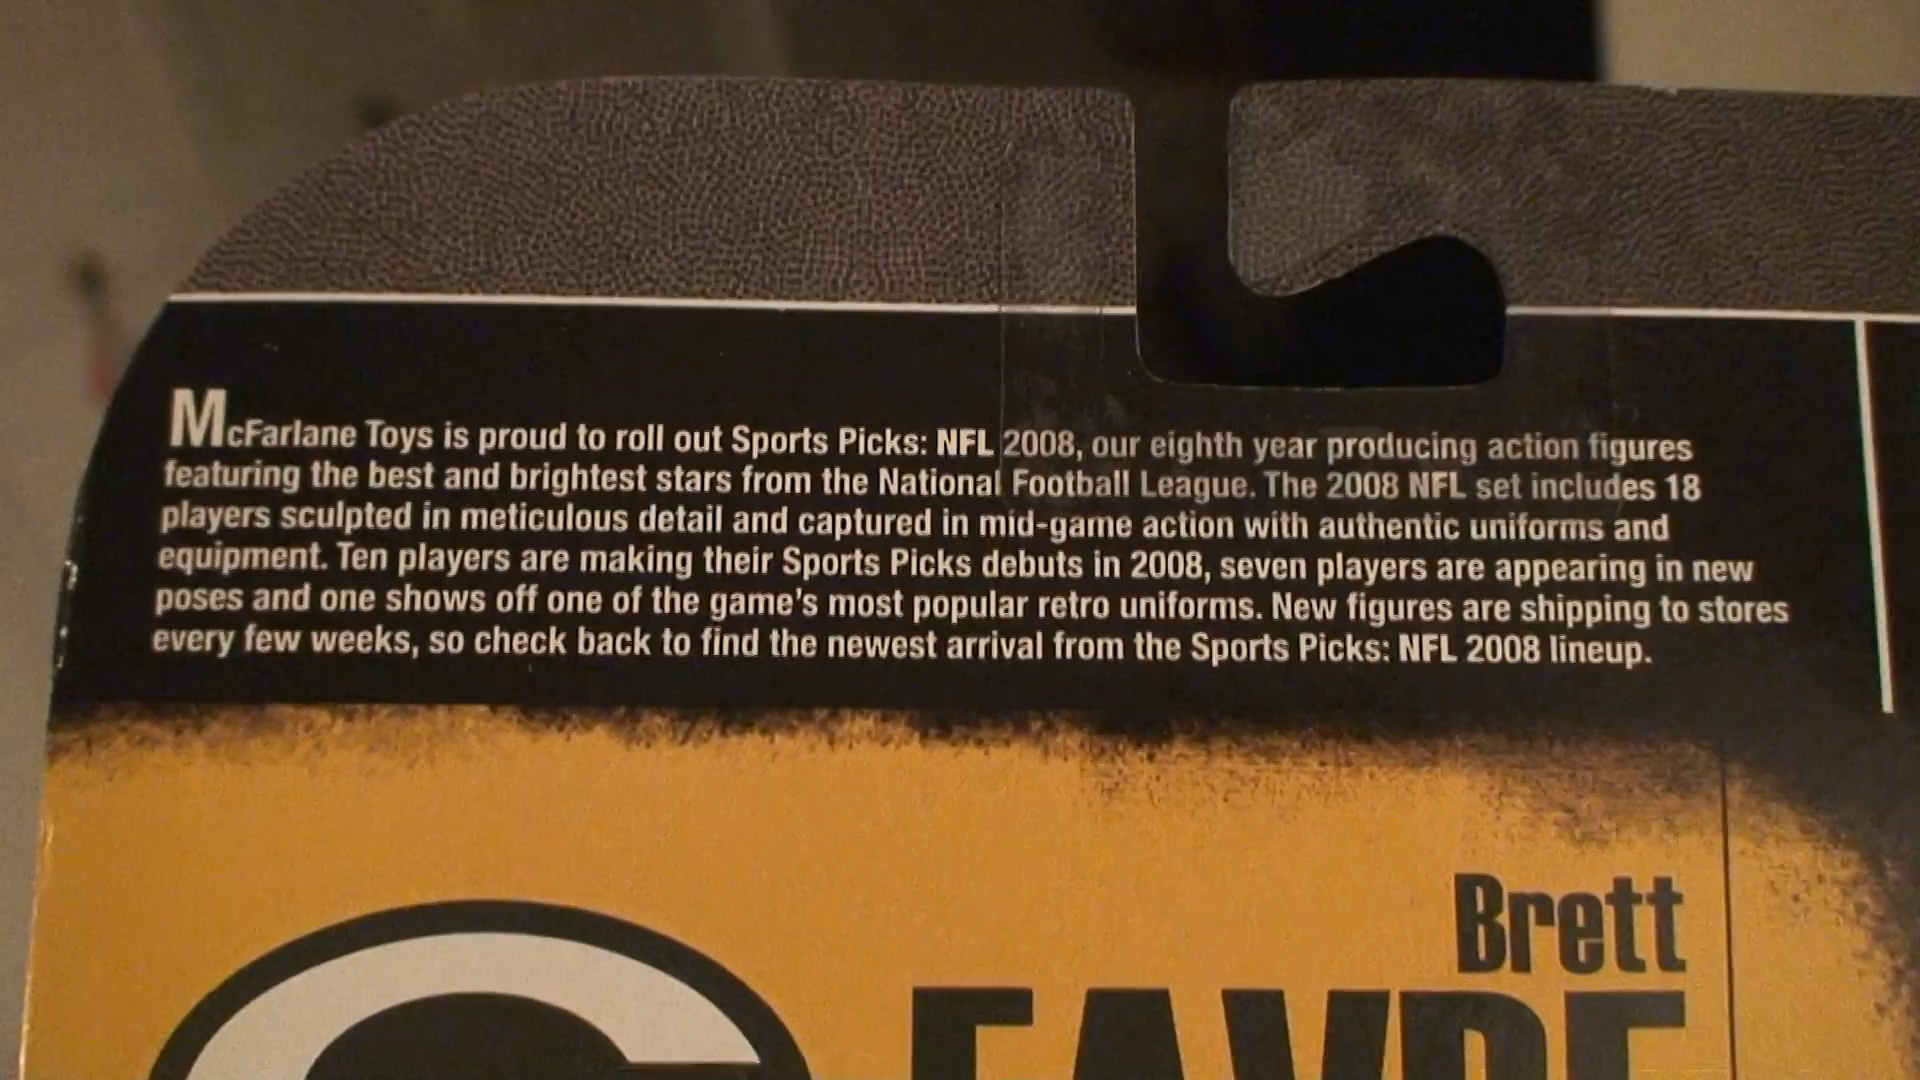 McFarlane Toys is proud to roll out Sports Picks: NFL 2008, our eighth year producing action figures
featuring the best and brightest stars from the National Football League. The 2008 NFL set includes 18
players sculpted in meticulous detail and captured in mid-game action with authentic uniforms and
equipment. Ten players are making their Sports Picks debuts in 2008, seven players are appearing in new
poses and one shows off one of the game's most popular retro uniforms. New figures are shipping to stores
every few weeks, so check back to find the newest arrival from the Sports Picks: NFL 2008 lineup.
Brett
FAVRE